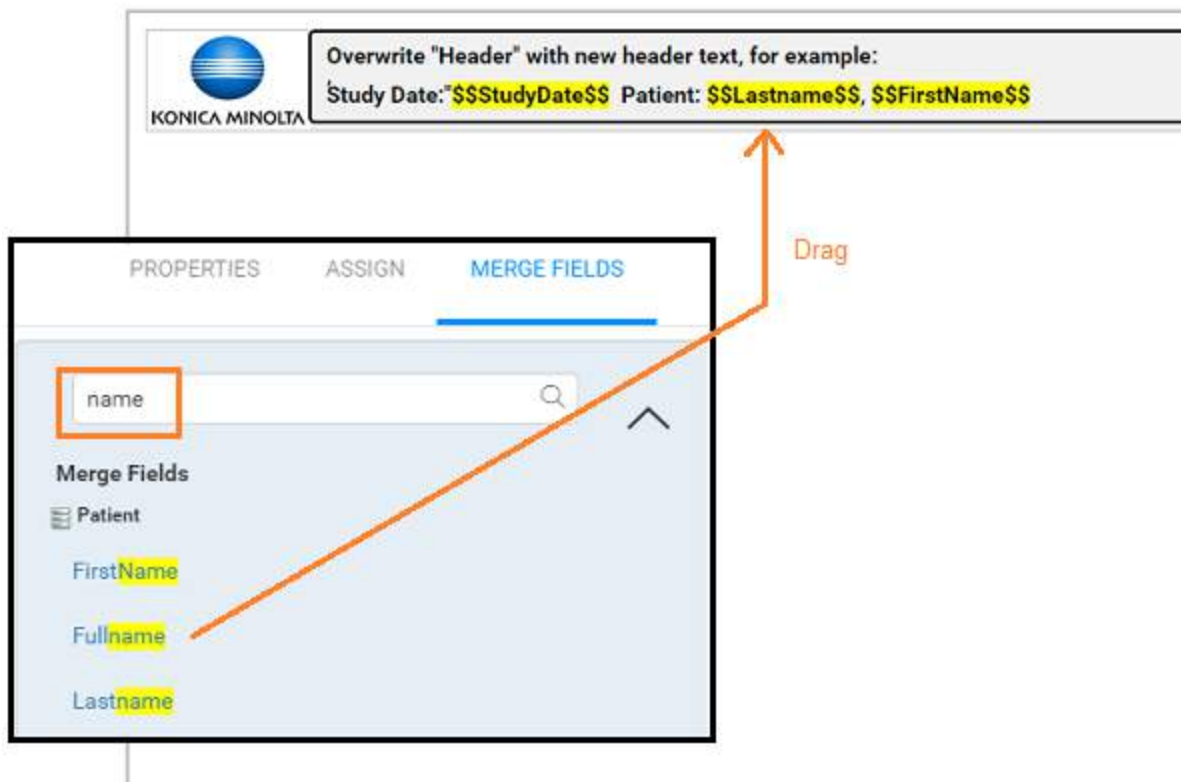 Overwrite "Header" with new header text, for example:
Study Date:"$$StudyDate$$ Patient: $$Lastname$$, $$FirstName$$
KONICA MINOLTA
Drag
PROPERTIES ASSIGN MERGE FIELDS
name
Merge Fields
Patient
FirstName
Fullname
Lastname